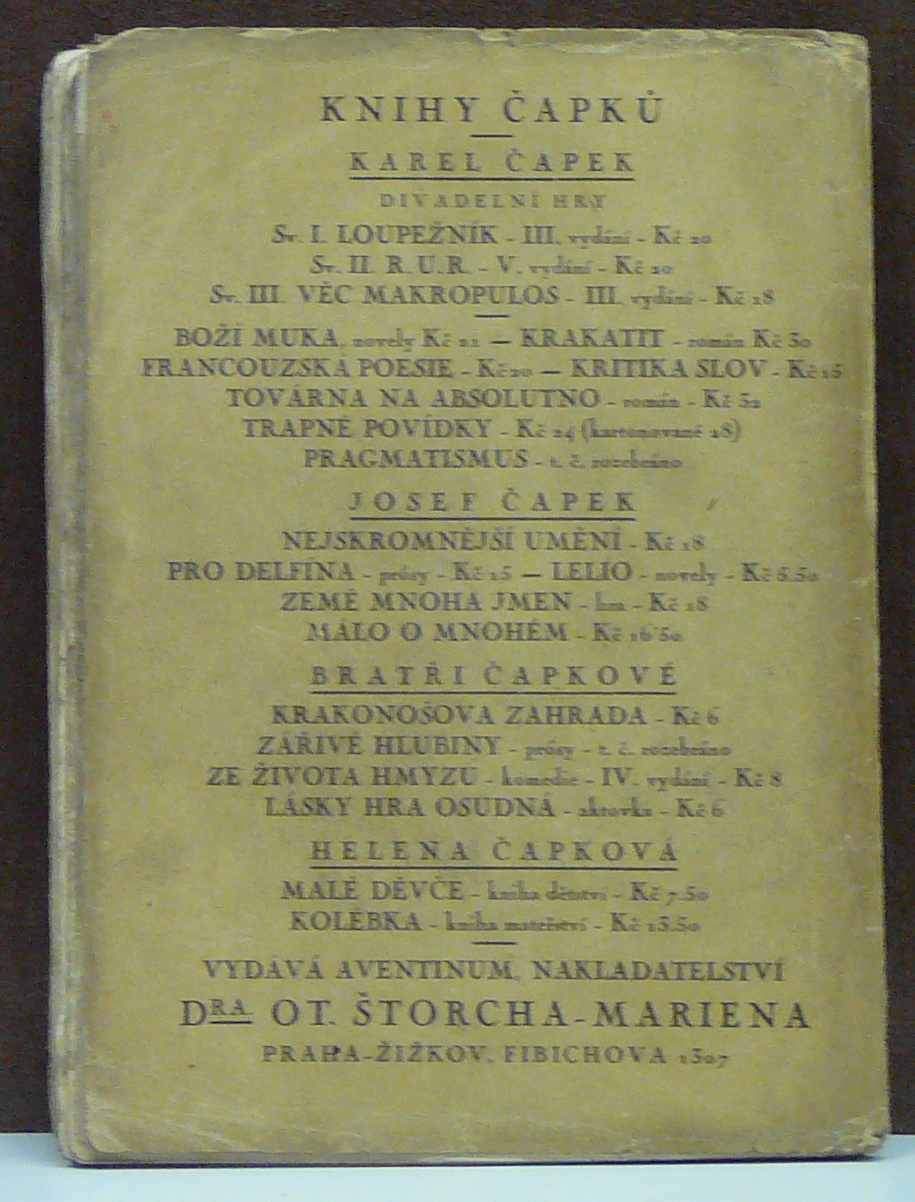 KNIHY ČAPKŮ
KAREL ČAPEK
DIVADELNÍ HRY
Sv. I. LOUPEŽNÍK - III. vydání - Kč 20
Sv. II. R.U.R. - V. vydání - Kč 20
Sv. III. VĚC MAKROPULOS - III. vydání - Kč 18
BOŽÍ MUKA, novely Kč 21 — KRAKATIT - román Kč 30
FRANCOUZSKÁ POESIE - Kč 20 — KRITIKA SLOV - Kč 15
TOVÁRNA NA ABSOLUTNO - román - Kč 32
TRAPNÉ POVÍDKY - Kč 24 (kartonované 28)
PRAGMATISMUS - t. č. rozebráno
JOSEF ČAPEK
NEJSKROMNĚJŠÍ UMĚNÍ - Kč 18
PRO DELFÍNA - prósy - Kč 15 — LELIO - novely - Kč 6.50
ZEMĚ MNOHA JMEN - hra - Kč 18
MÁLO O MNOHÉM - Kč 16.50
BRATŘI ČAPKOVÉ
KRAKONOŠOVA ZAHRADA - Kč 6
ZÁŘIVÉ HLUBINY - prósy - t. č. rozebráno
ZE ŽIVOTA HMYZU - komedie - IV. vydání - Kč 8
LÁSKY HRA OSUDNÁ - aktovka - Kč 6
HELENA ČAPKOVÁ
MALÉ DĚVČE - kniha dětství - Kč 7.50
KOLÉBKA - kniha mateřství - Kč 13.50
VYDÁVÁ AVENTINUM, NAKLADATELSTVÍ
DRA OT. ŠTORCHA-MARIENA
PRAHA-ŽIŽKOV, FIBICHOVA 1307